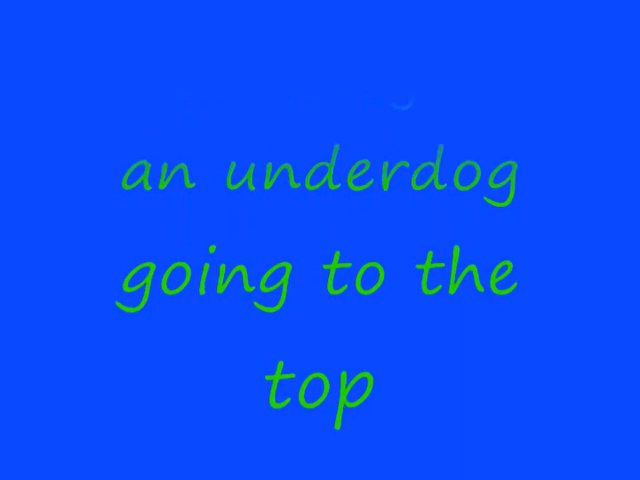 an underdog
going to the
top